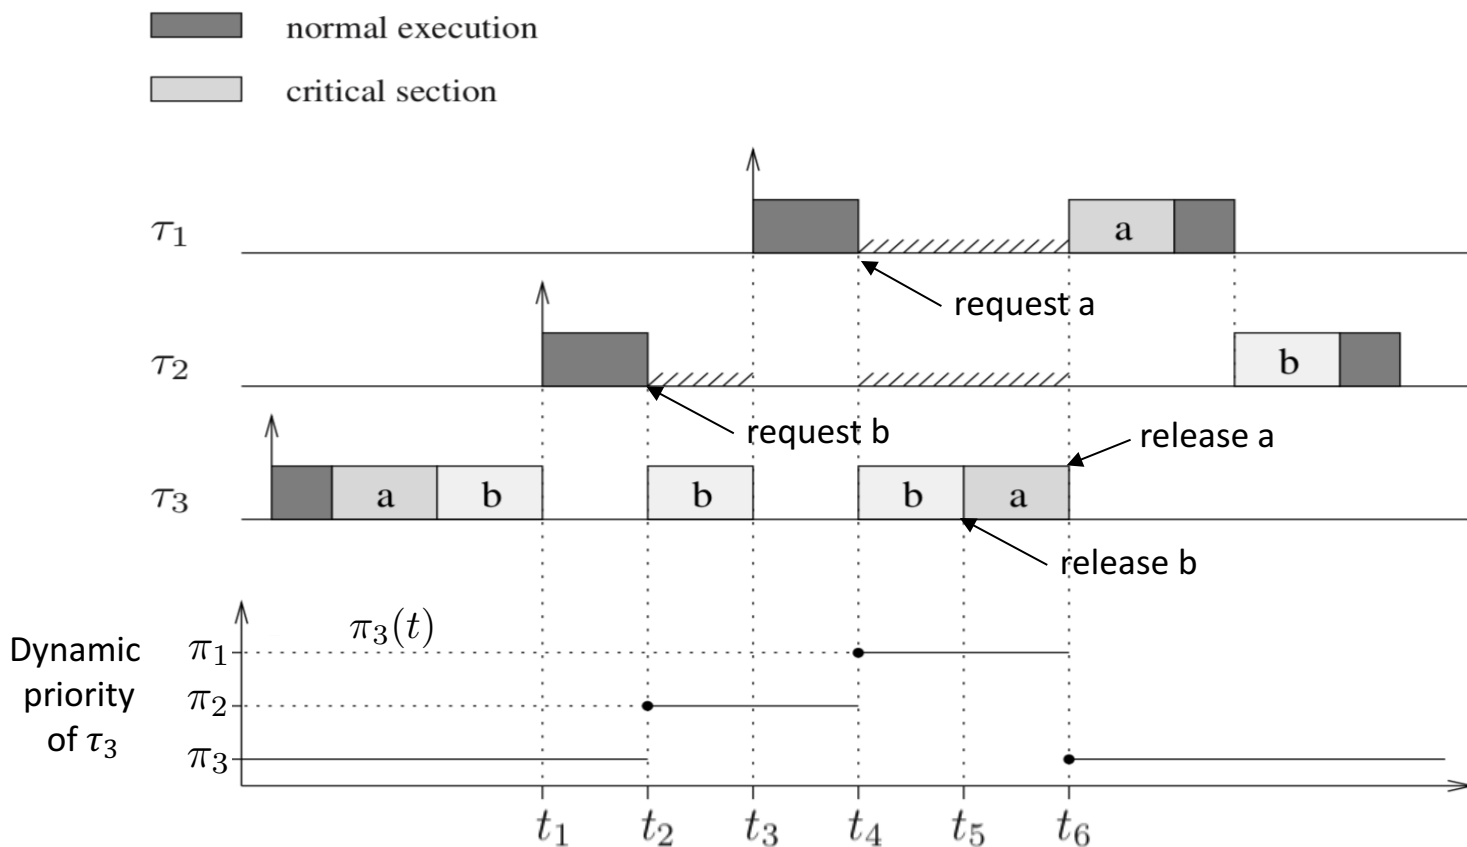 normal execution
critical section
τ₁
a
request a
τ₂
b
request b
release a
τ₃
a b b b a
release b
π₃(t)
Dynamic
priority
of τ₃
π₁
π₂
π₃
t₁ t₂ t₃ t₄ t₅ t₆